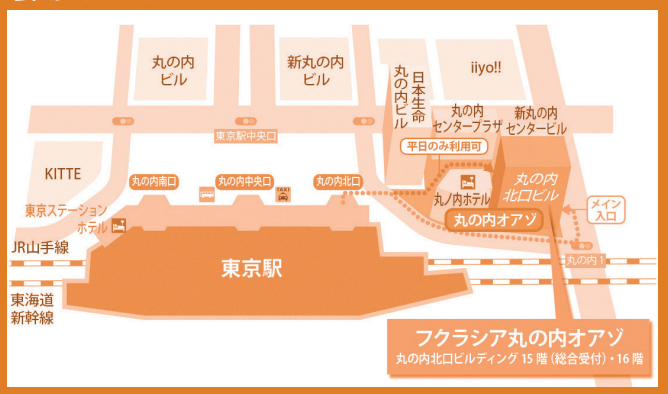 丸の内
ビル
新丸の内
ビル
日本生命
丸の内ビル
iiyo!!
丸の内
センタープラザ
新丸の内
センタービル
東京駅中央口
平日のみ利用可
KITTE
丸の内南口
丸の内中央口
TAXI
丸の内北口
丸ノ内ホテル
丸の内
北口ビル
メイン
入口
東京ステーション
ホテル
丸の内オアゾ
JR山手線
丸の内1
東京駅
東海道
新幹線
フクラシア丸の内オアゾ
丸の内北口ビルディング 15階（総合受付）・16階